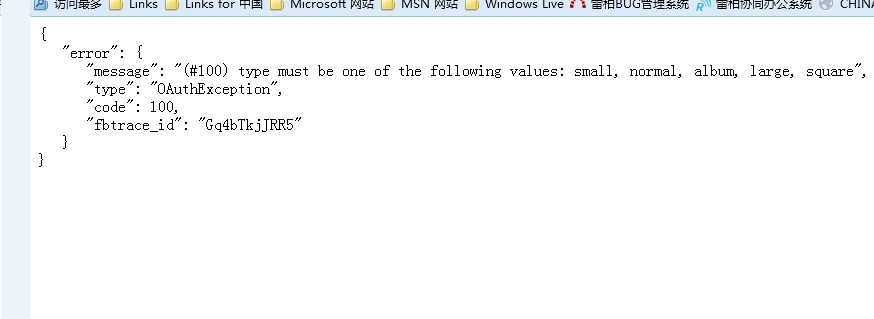 访问最多 Links Links for 中国 Microsoft 网站 MSN 网站 Windows Live 雷柏BUG管理系统 雷柏协同办公系统 CHINA
{
"error": {
"message": "(#100) type must be one of the following values: small, normal, album, large, square",
"type": "OAuthException",
"code": 100,
"fbtrace_id": "Gq4bTkjJRR5"
}
}